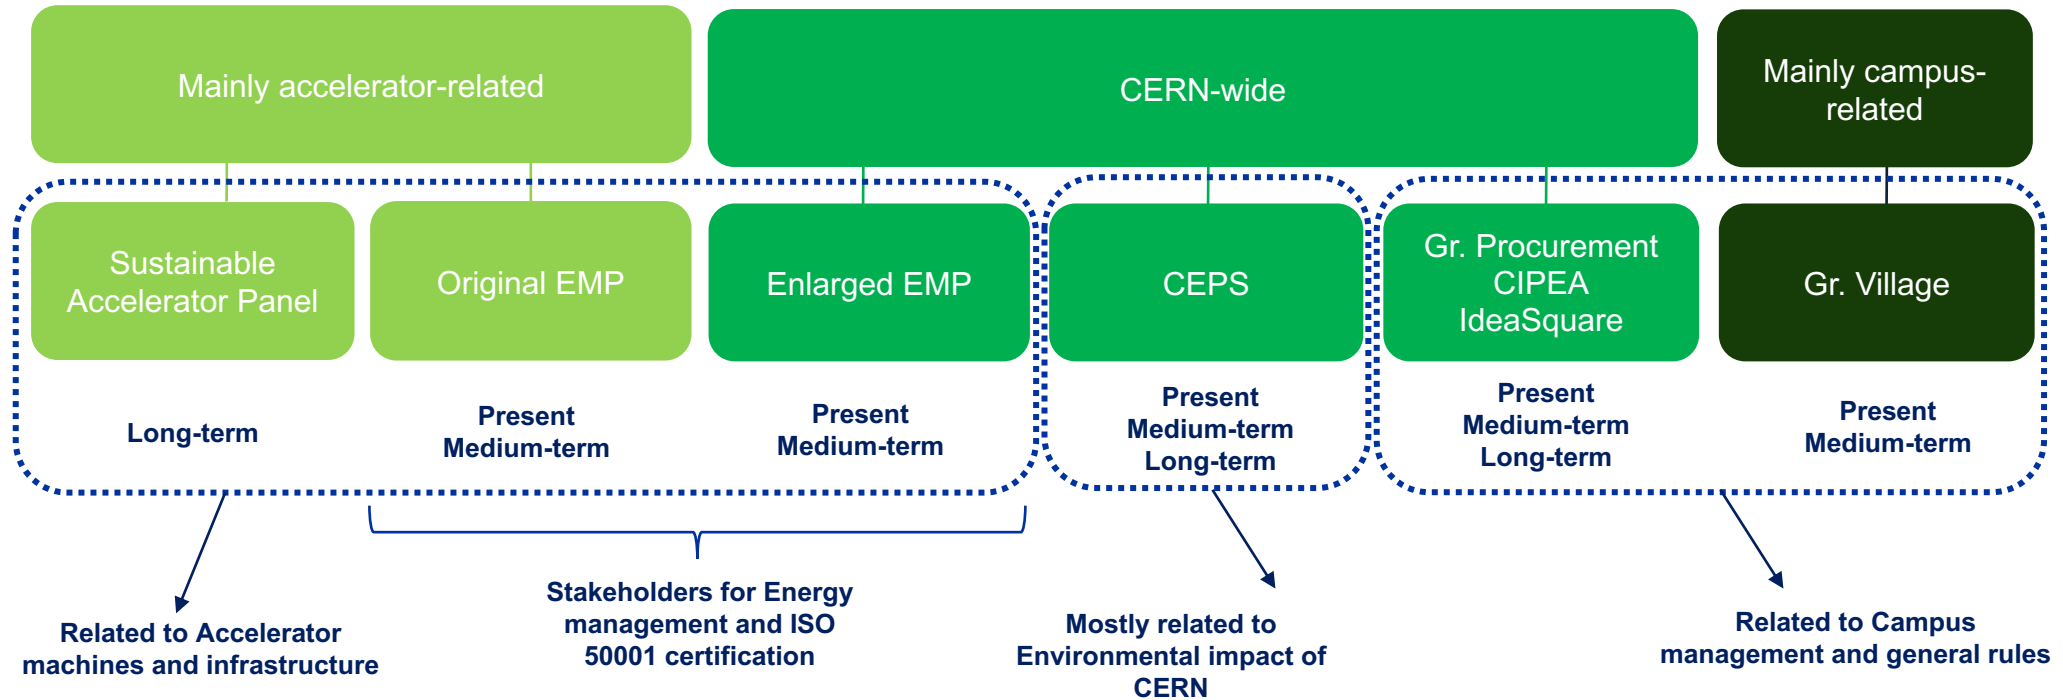 Mainly accelerator-related
CERN-wide
Mainly campus-
related
Sustainable
Accelerator Panel
Original EMP
Enlarged EMP
CEPS
Gr. Procurement
CIPEA
IdeaSquare
Gr. Village
Long-term
Present
Medium-term
Present
Medium-term
Present
Medium-term
Long-term
Present
Medium-term
Long-term
Present
Medium-term
Related to Accelerator
machines and infrastructure
Stakeholders for Energy
management and ISO
50001 certification
Mostly related to
Environmental impact of
CERN
Related to Campus
management and general rules